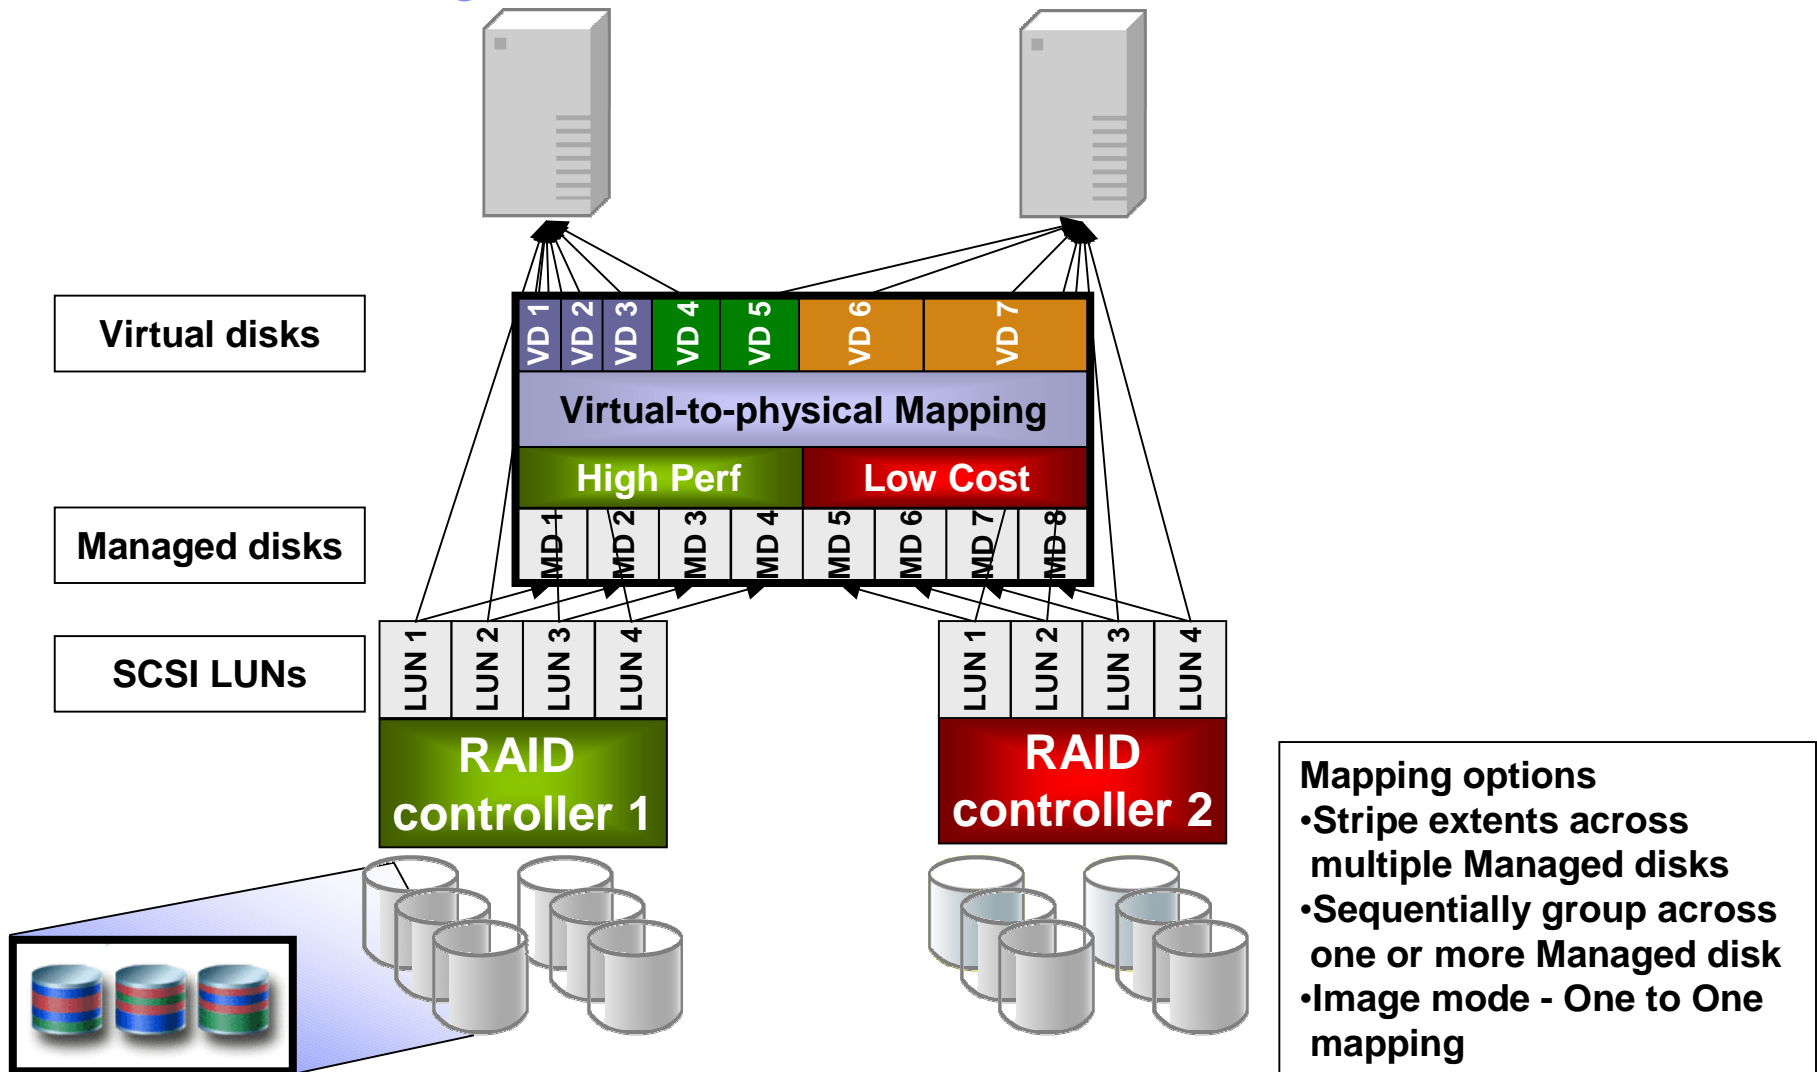 Virtual disks
VD 1
VD 2
VD 3
VD 4
VD 5
VD 6
VD 7
Virtual-to-physical Mapping
High Perf
Low Cost
Managed disks
MD 1
MD 2
MD 3
MD 4
MD 5
MD 6
MD 7
MD 8
SCSI LUNs
LUN 1
LUN 2
LUN 3
LUN 4
LUN 1
LUN 2
LUN 3
LUN 4
RAID
controller 1
RAID
controller 2
Mapping options
•Stripe extents across
multiple Managed disks
•Sequentially group across
one or more Managed disk
•Image mode - One to One
mapping